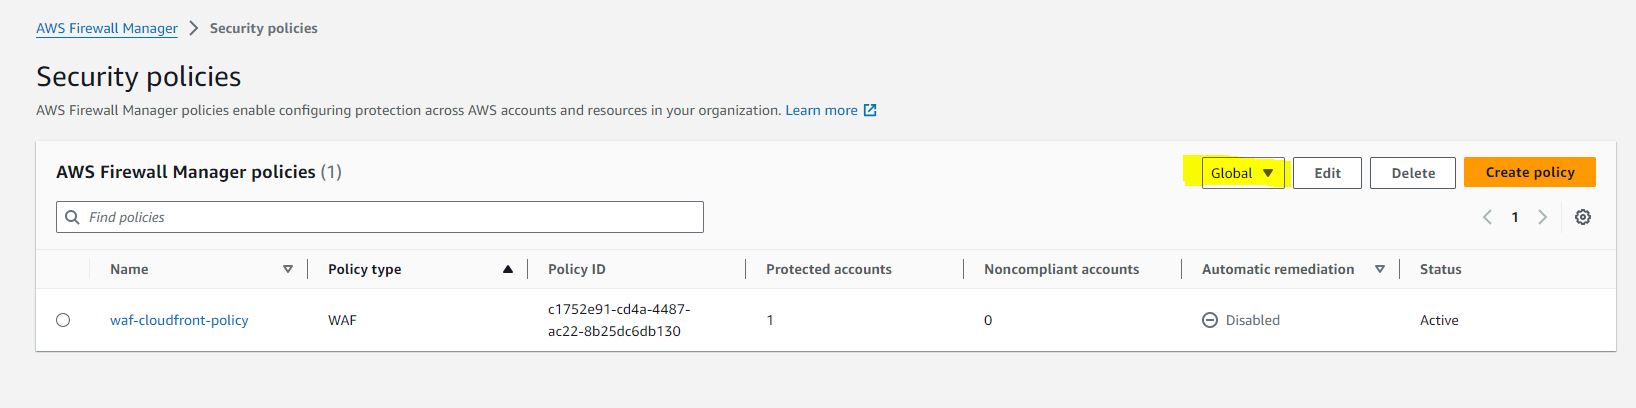 AWS Firewall Manager > Security policies
Security policies
AWS Firewall Manager policies enable configuring protection across AWS accounts and resources in your organization. Learn more
AWS Firewall Manager policies (1)
Global Edit Delete Create policy
Find policies
1
Name Policy type Policy ID Protected accounts Noncompliant accounts Automatic remediation Status
waf-cloudfront-policy WAF c1752e91-cd4a-4487-
ac22-8b25dc6db130 1 0 Disabled Active